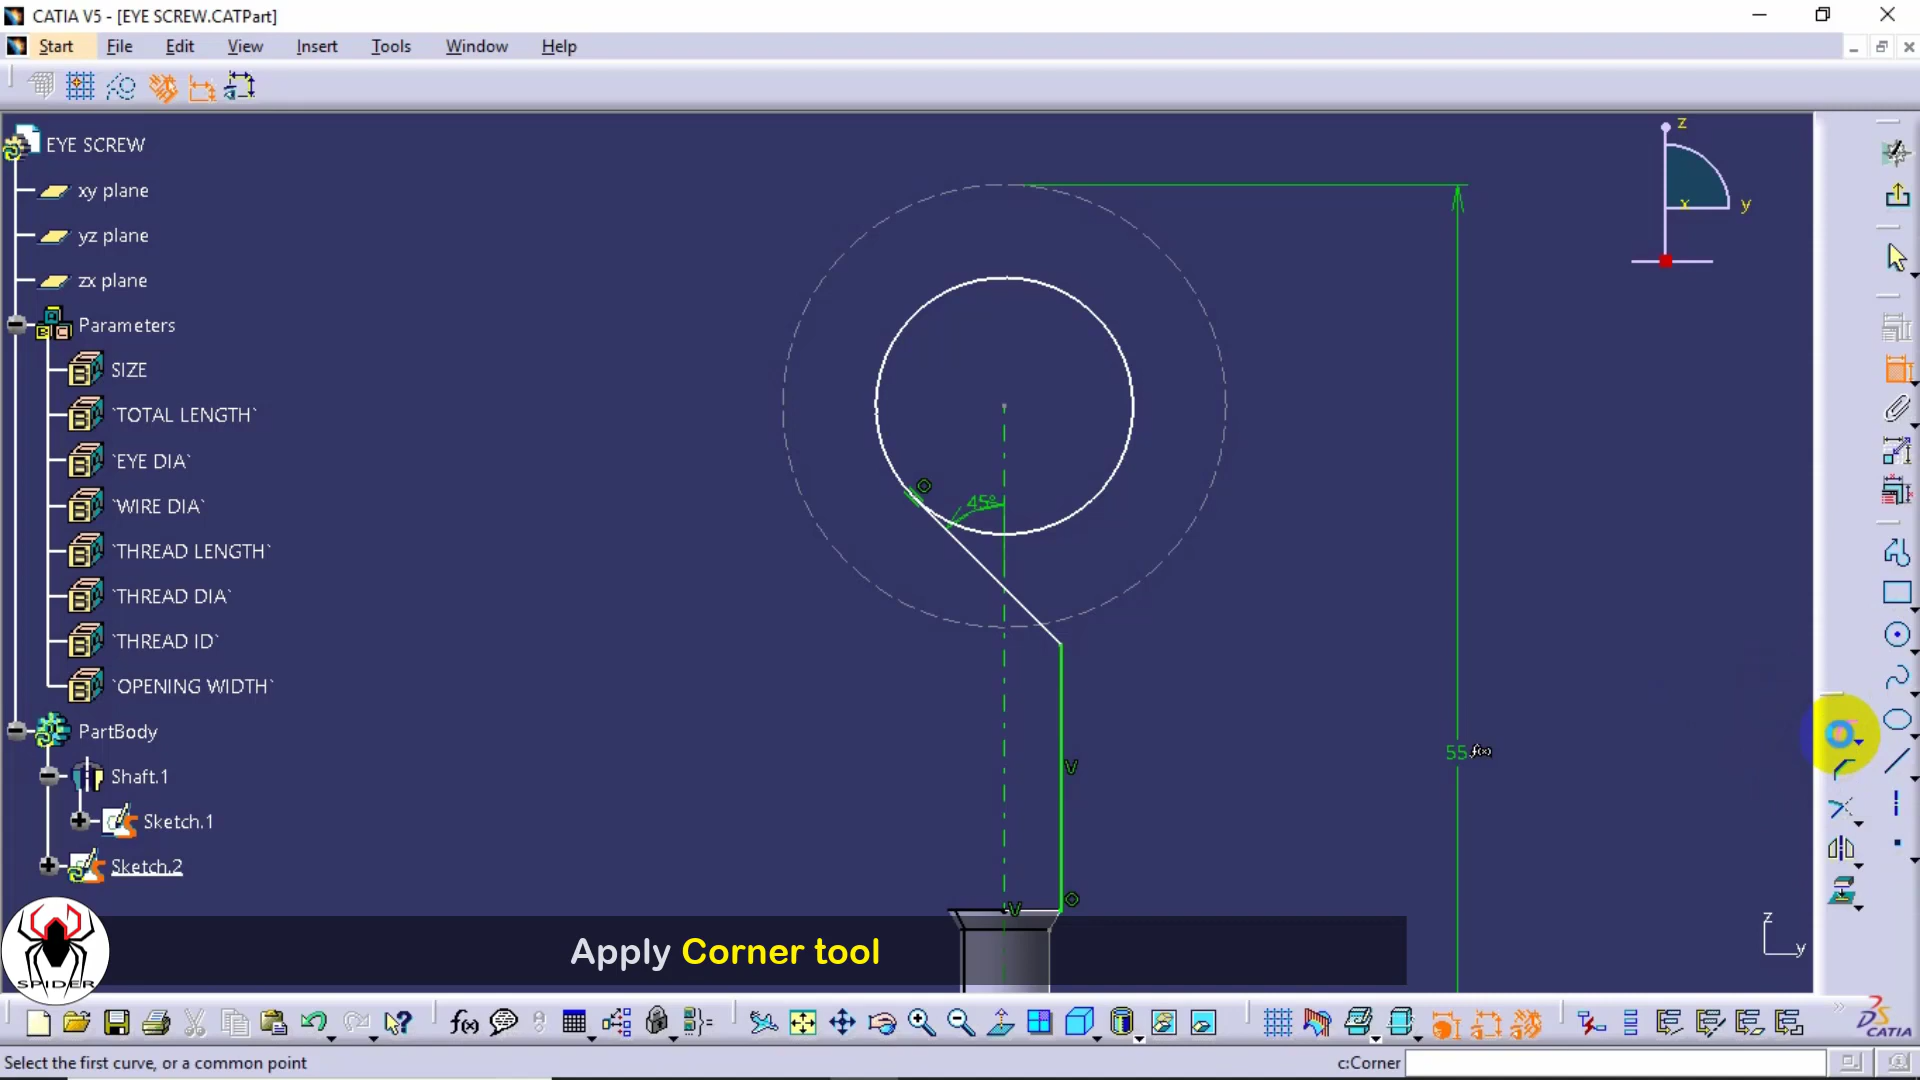 CATIA V5 - [EYE SCREW.CATPart]
Start File Edit View Insert Tools Window Help
EYE SCREW
xy plane
yz plane
zx plane
Parameters
SIZE
`TOTAL LENGTH`
`EYE DIA`
`WIRE DIA`
`THREAD LENGTH`
`THREAD DIA`
`THREAD ID`
`OPENING WIDTH`
PartBody
Shaft.1
Sketch.1
Sketch.2
z
x
y
45°
V
55 f(x)
V
z
y
Apply Corner tool
SPIDER
f(x)
CATIA
Select the first curve, or a common point
c:Corner